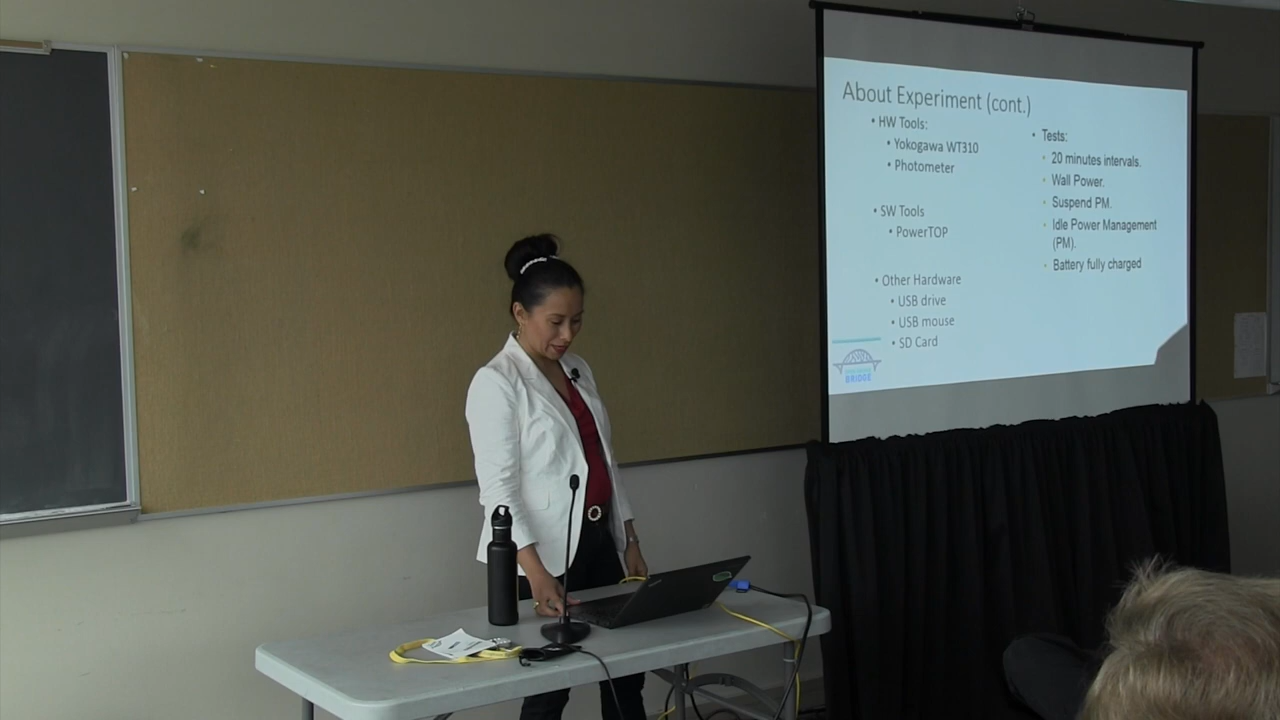 About Experiment (cont.)
• HW Tools:
• Yokogawa WT310
• Photometer
• SW Tools
• PowerTOP
• Other Hardware
• USB drive
• USB mouse
• SD Card
• Tests:
• 20 minutes intervals.
• Wall Power.
• Suspend PM.
• Idle Power Management
(PM).
• Battery fully charged
BRIDGE